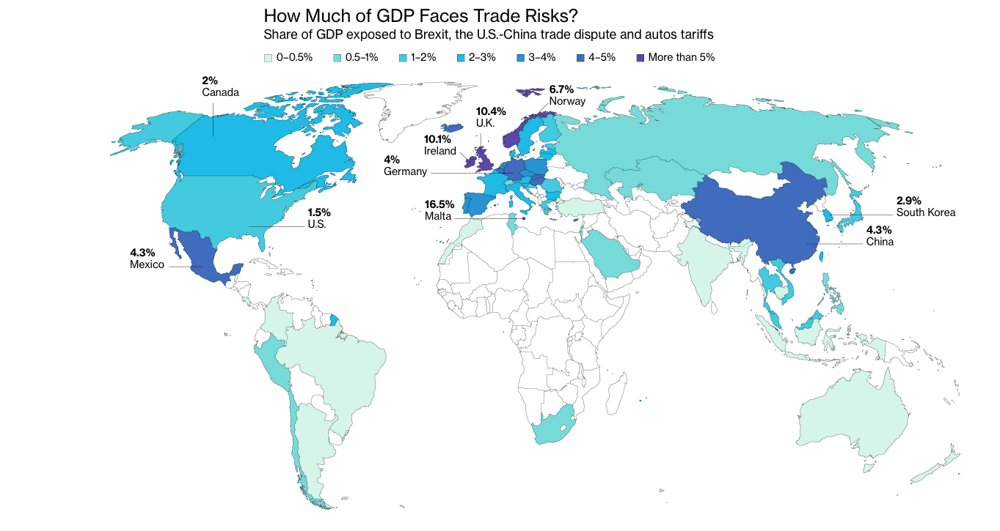 How Much of GDP Faces Trade Risks?
Share of GDP exposed to Brexit, the U.S.-China trade dispute and autos tariffs
0–0.5% 0.5–1% 1–2% 2–3% 3–4% 4–5% More than 5%
2%
Canada
6.7%
Norway
10.4%
U.K.
10.1%
Ireland
4%
Germany
16.5%
Malta
2.9%
South Korea
1.5%
U.S.
4.3%
China
4.3%
Mexico